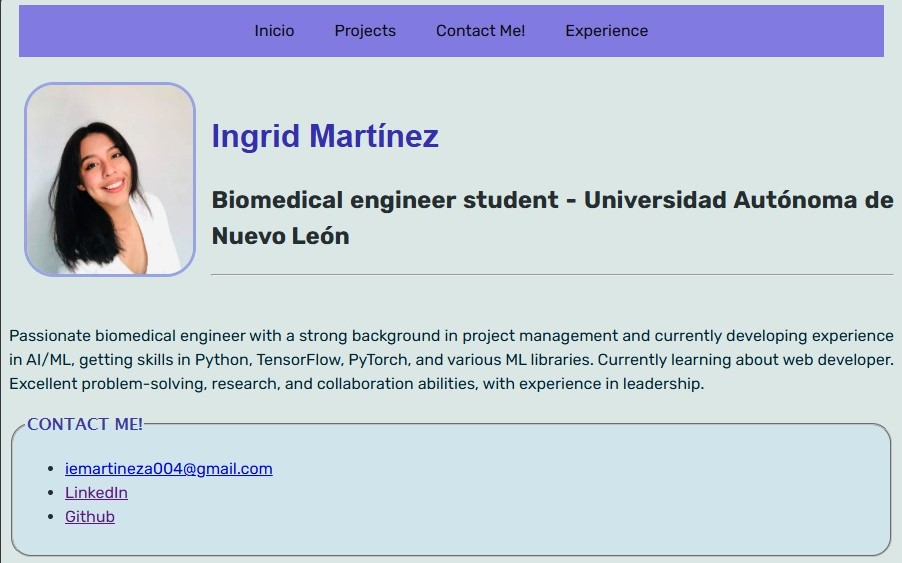 Inicio Projects Contact Me! Experience
Ingrid Martínez
Biomedical engineer student - Universidad Autónoma de
Nuevo León
Passionate biomedical engineer with a strong background in project management and currently developing experience
in AI/ML, getting skills in Python, TensorFlow, PyTorch, and various ML libraries. Currently learning about web developer.
Excellent problem-solving, research, and collaboration abilities, with experience in leadership.
CONTACT ME!
iemartineza004@gmail.com
LinkedIn
Github